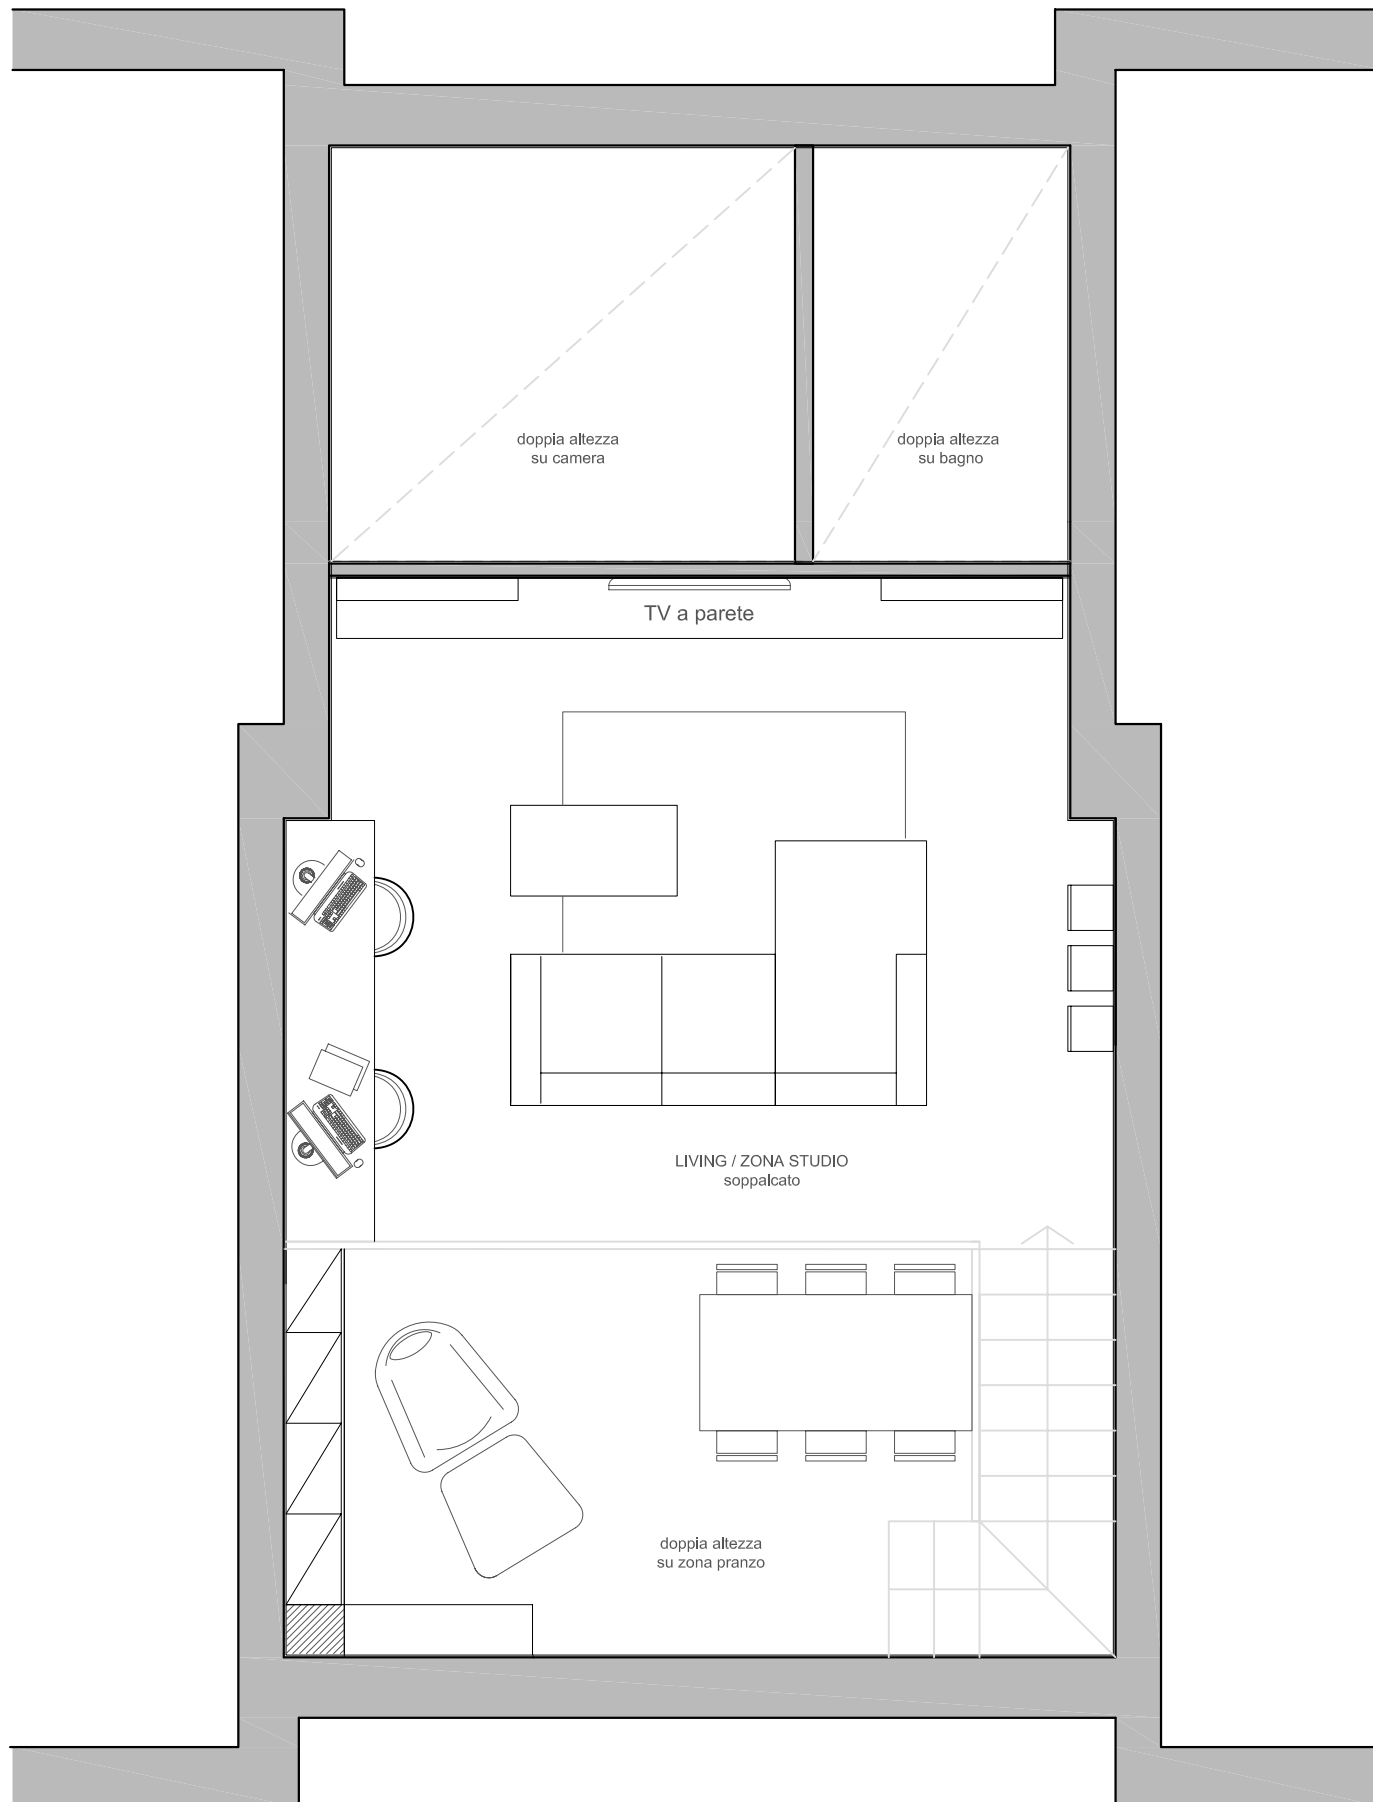 doppia altezza
su camera
doppia altezza
su bagno
TV a parete
LIVING / ZONA STUDIO
soppalcato
doppia altezza
su zona pranzo